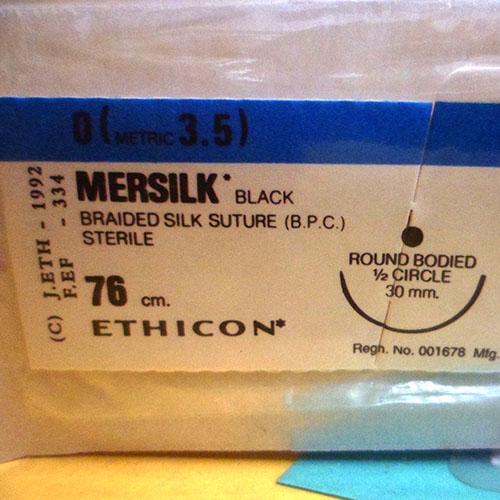 0 (METRIC 3.5)
MERSILK* BLACK
BRAIDED SILK SUTURE (B.P.C.)
STERILE
76 cm.
ETHICON*
ROUND BODIED
½ CIRCLE
30 mm.
Regn. No. 001678 Mfg.
(C) J.ETH - 1992
F.EF - 334